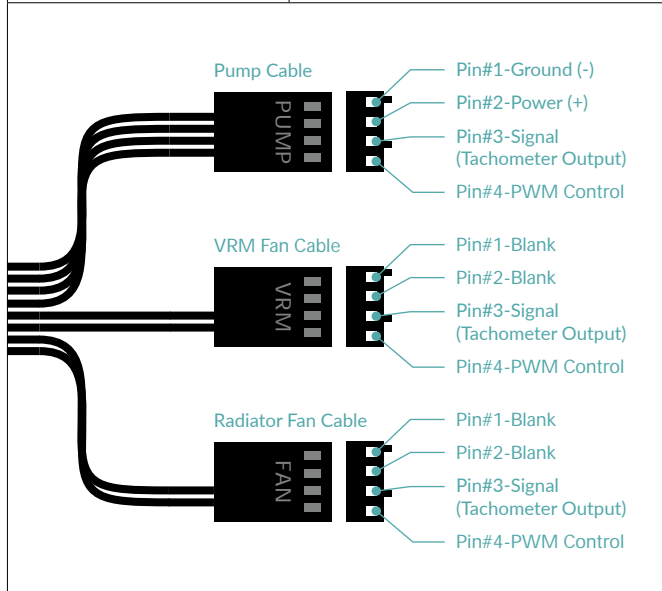 Pump Cable
PUMP
Pin#1-Ground (-)
Pin#2-Power (+)
Pin#3-Signal
(Tachometer Output)
Pin#4-PWM Control
VRM Fan Cable
VRM
Pin#1-Blank
Pin#2-Blank
Pin#3-Signal
(Tachometer Output)
Pin#4-PWM Control
Radiator Fan Cable
FAN
Pin#1-Blank
Pin#2-Blank
Pin#3-Signal
(Tachometer Output)
Pin#4-PWM Control